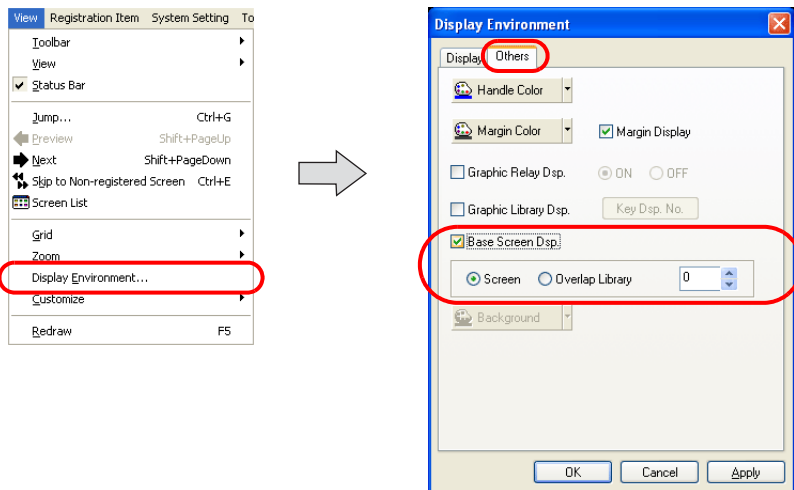 View Registration Item System Setting To
Toolbar
View
Status Bar
Jump... Ctrl+G
Preview Shift+PageUp
Next Shift+PageDown
Skip to Non-registered Screen Ctrl+E
Screen List
Grid
Zoom
Display Environment...
Customize
Redraw F5
Display Environment
Display Others
Handle Color
Margin Color Margin Display
Graphic Relay Dsp. ON OFF
Graphic Library Dsp. Key Dsp. No.
Base Screen Dsp.
Screen Overlap Library 0
Background
OK Cancel Apply